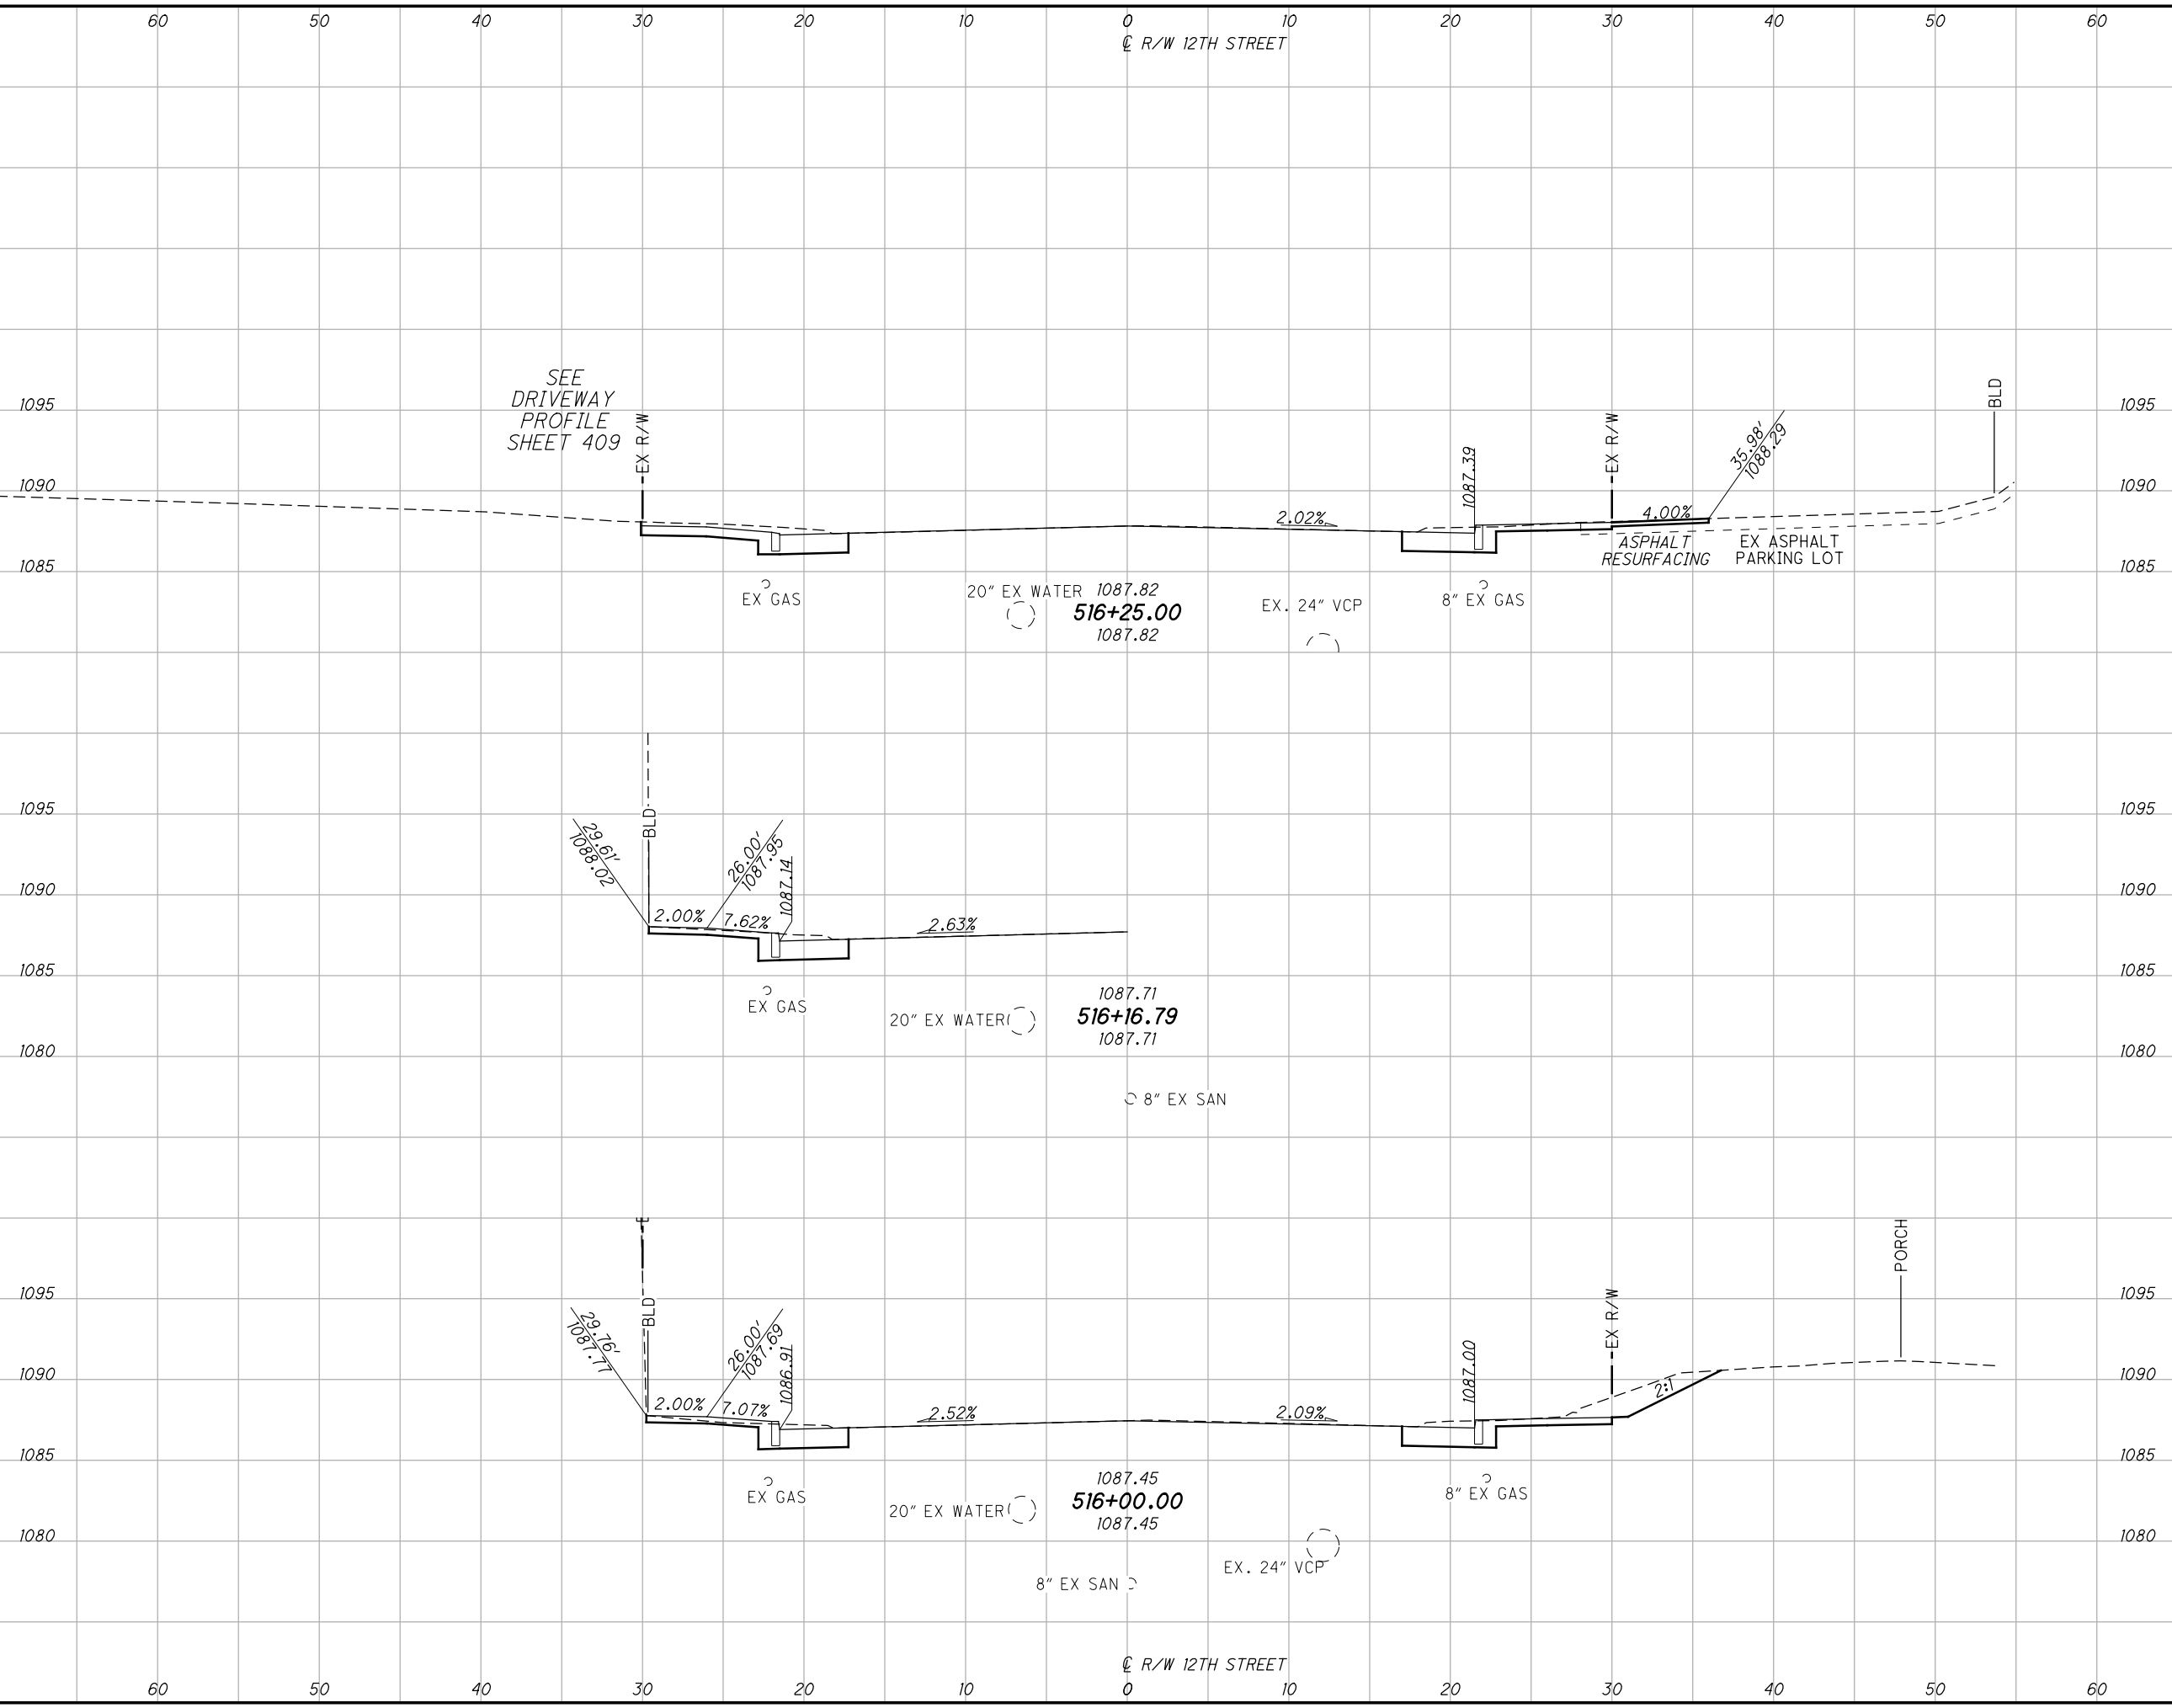 60 50 40 30 20 10 0 10 20 30 40 50 60
℄ R/W 12TH STREET
SEE
DRIVEWAY
PROFILE
SHEET 409
EX R/W
1087.39
EX R/W
35.98'
1088.29
BLD
1095 1095
1090 1090
2.02%
4.00%
ASPHALT
RESURFACING
EX ASPHALT
PARKING LOT
1085 1085
EX GAS
20" EX WATER
1087.82
516+25.00
1087.82
EX. 24" VCP
8" EX GAS
1095 1095
BLD
29.61'
1088.02
26.00'
1087.95
1087.14
1090 1090
2.00%
7.62%
2.63%
1085 1085
EX GAS
20" EX WATER
1087.71
516+16.79
1087.71
1080 1080
8" EX SAN
PORCH
1095 1095
BLD
EX R/W
29.76'
1087.77
26.00'
1087.69
1086.91
1087.00
1090 1090
2:1
2.00%
7.07%
2.52%
2.09%
1085 1085
EX GAS
20" EX WATER
1087.45
516+00.00
1087.45
8" EX GAS
1080 1080
EX. 24" VCP
8" EX SAN
℄ R/W 12TH STREET
60 50 40 30 20 10 0 10 20 30 40 50 60